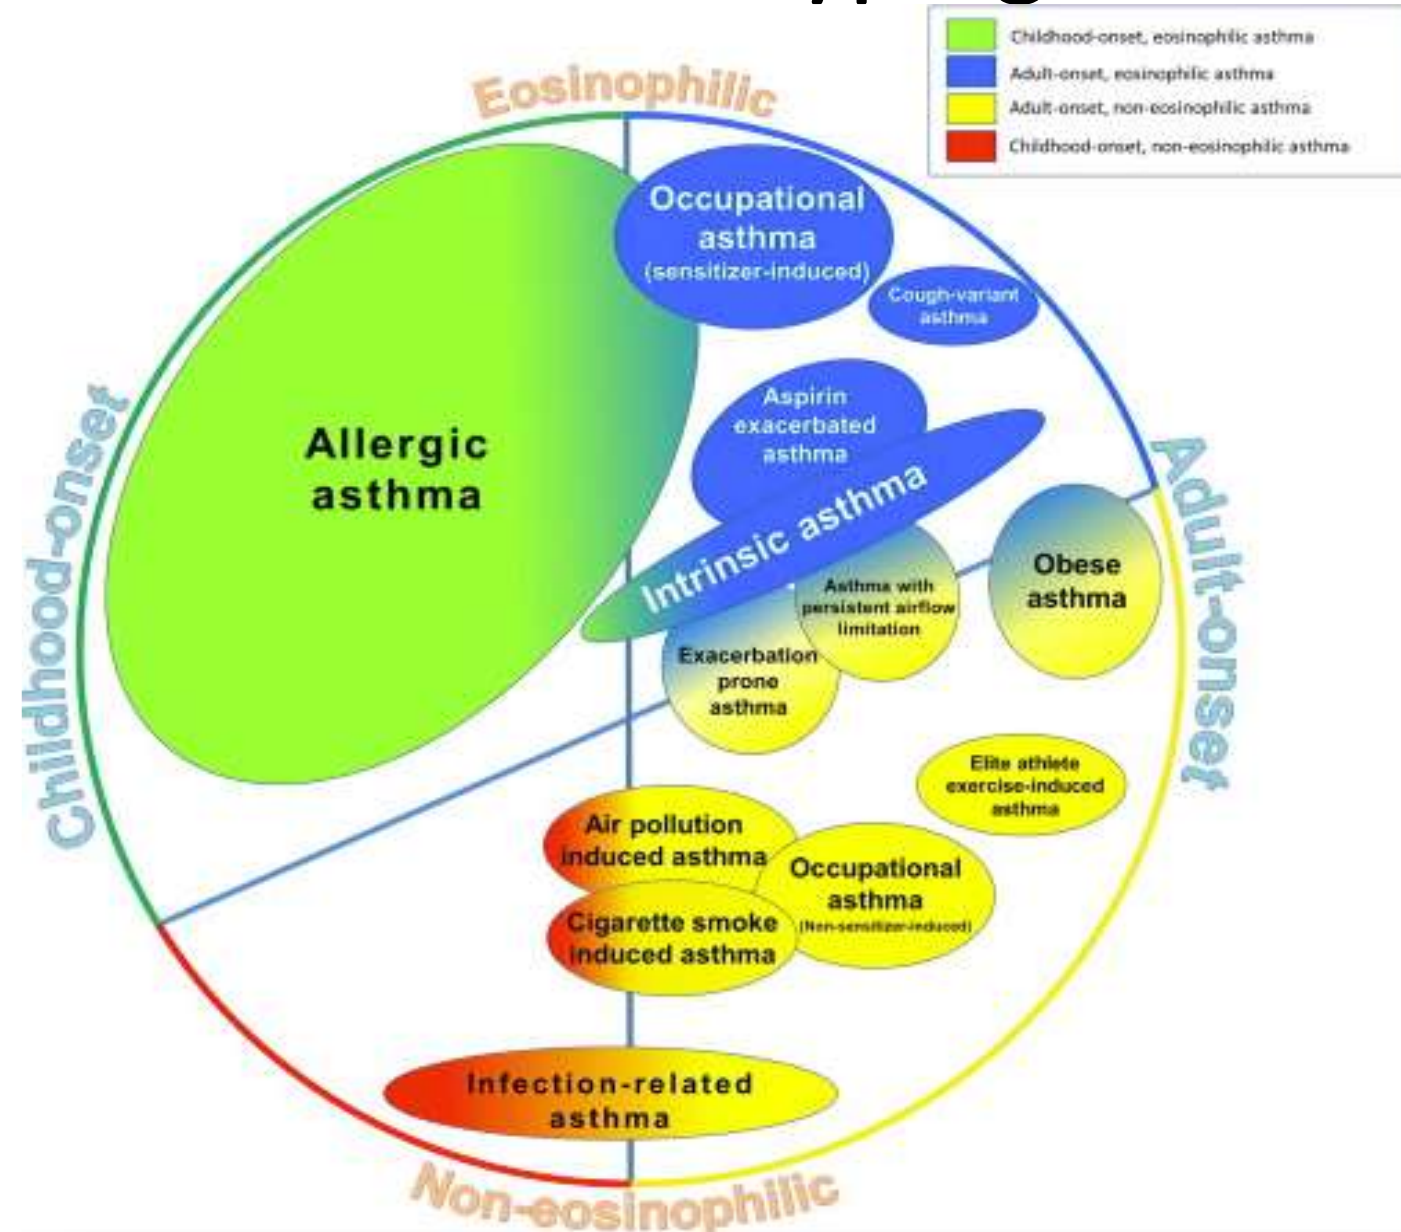 Childhood-onset, eosinophilic asthma
Adult-onset, eosinophilic asthma
Adult-onset, non-eosinophilic asthma
Childhood-onset, non-eosinophilic asthma
Eosinophilic
Occupational
asthma
(sensitizer-induced)
Cough-variant
asthma
Aspirin
exacerbated
asthma
Allergic
asthma
Childhood-onset
Adult-onset
Intrinsic asthma
Obese
asthma
Asthma with
persistent airflow
limitation
Exacerbation
prone
asthma
Elite athlete
exercise-induced
asthma
Air pollution
induced asthma
Occupational
asthma
(Non-sensitizer-induced)
Cigarette smoke
induced asthma
Infection-related
asthma
Non-eosinophilic